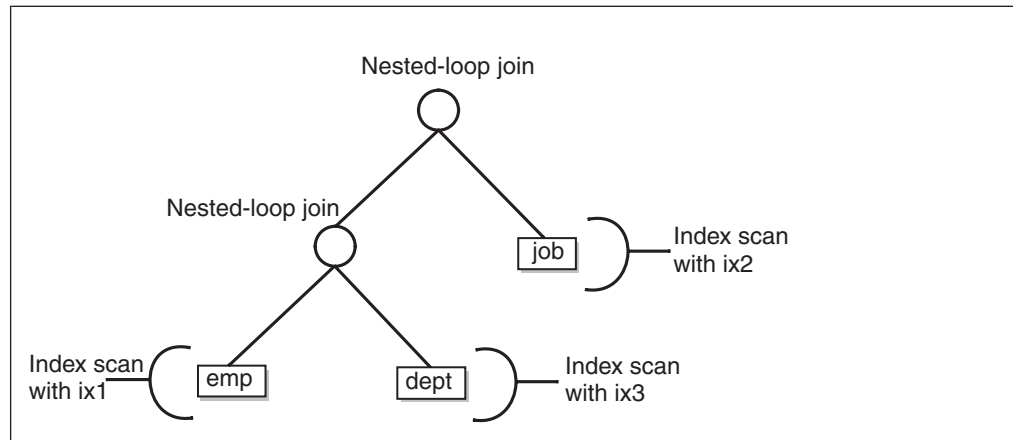 Nested-loop join
Nested-loop join
job
Index scan
with ix2
Index scan
with ix1
emp
dept
Index scan
with ix3